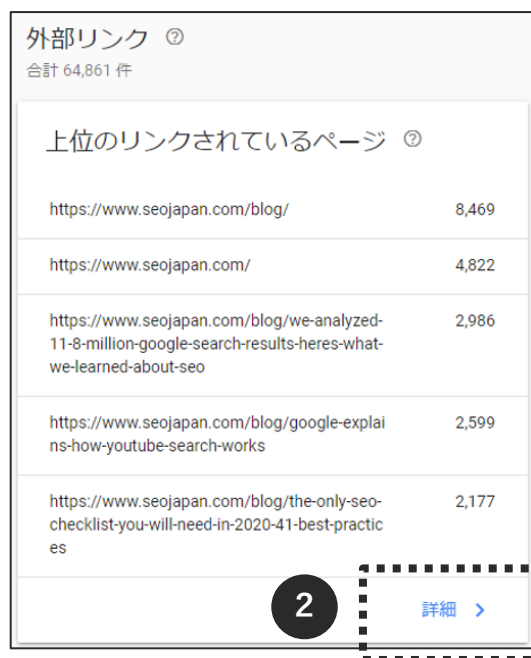 外部リンク
合計 64,861 件
上位のリンクされているページ
https://www.seojapan.com/blog/ 8,469
https://www.seojapan.com/ 4,822
https://www.seojapan.com/blog/we-analyzed- 2,986
11-8-million-google-search-results-heres-what-
we-learned-about-seo
https://www.seojapan.com/blog/google-explai 2,599
ns-how-youtube-search-works
https://www.seojapan.com/blog/the-only-seo- 2,177
checklist-you-will-need-in-2020-41-best-practic
es
2
詳細